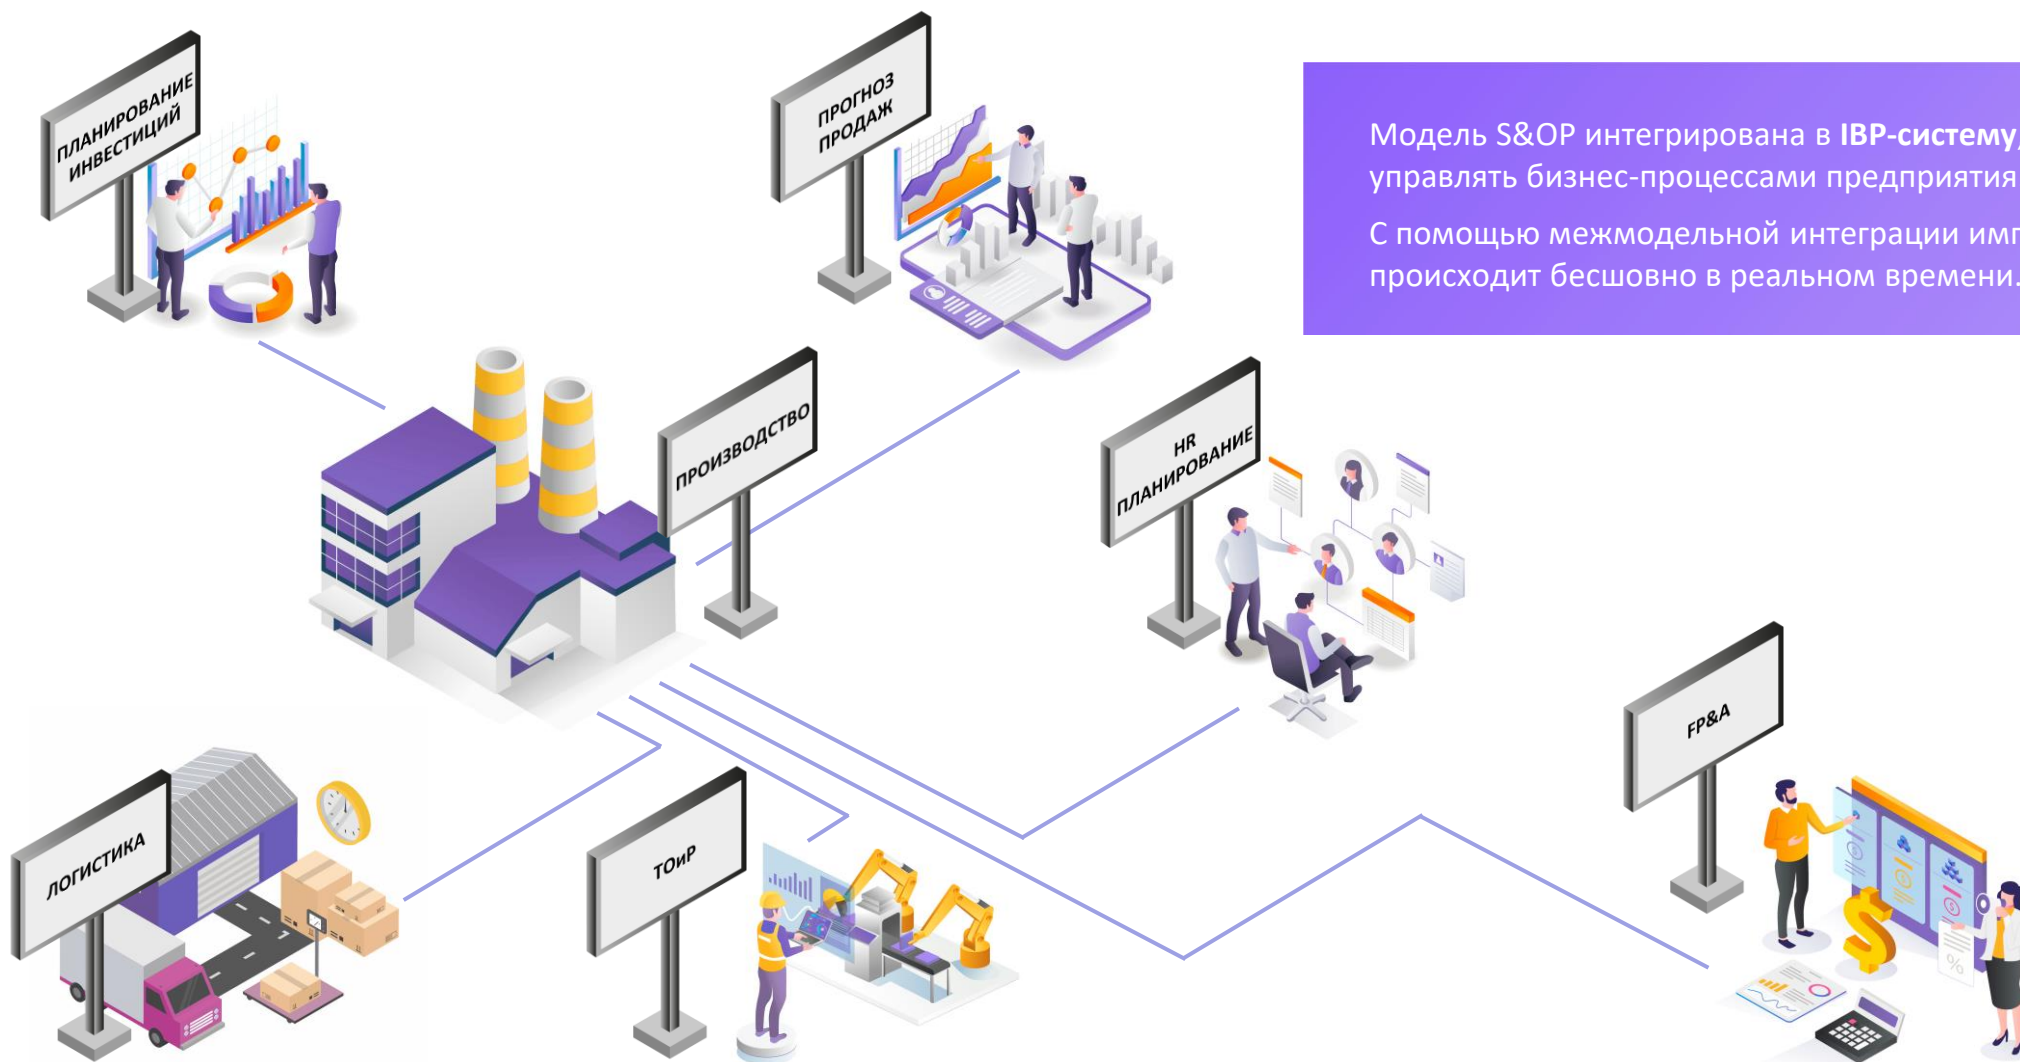 ПЛАНИРОВАНИЕ
ИНВЕСТИЦИЙ
ПРОГНОЗ
ПРОДАЖ
Модель S&OP интегрирована в IBP-систему,
управлять бизнес-процессами предприятия
С помощью межмодельной интеграции
происходит бесшовно в реальном времени.
ПРОИЗВОДСТВО
HR
ПЛАНИРОВАНИЕ
FP&A
ЛОГИСТИКА
ТОиР